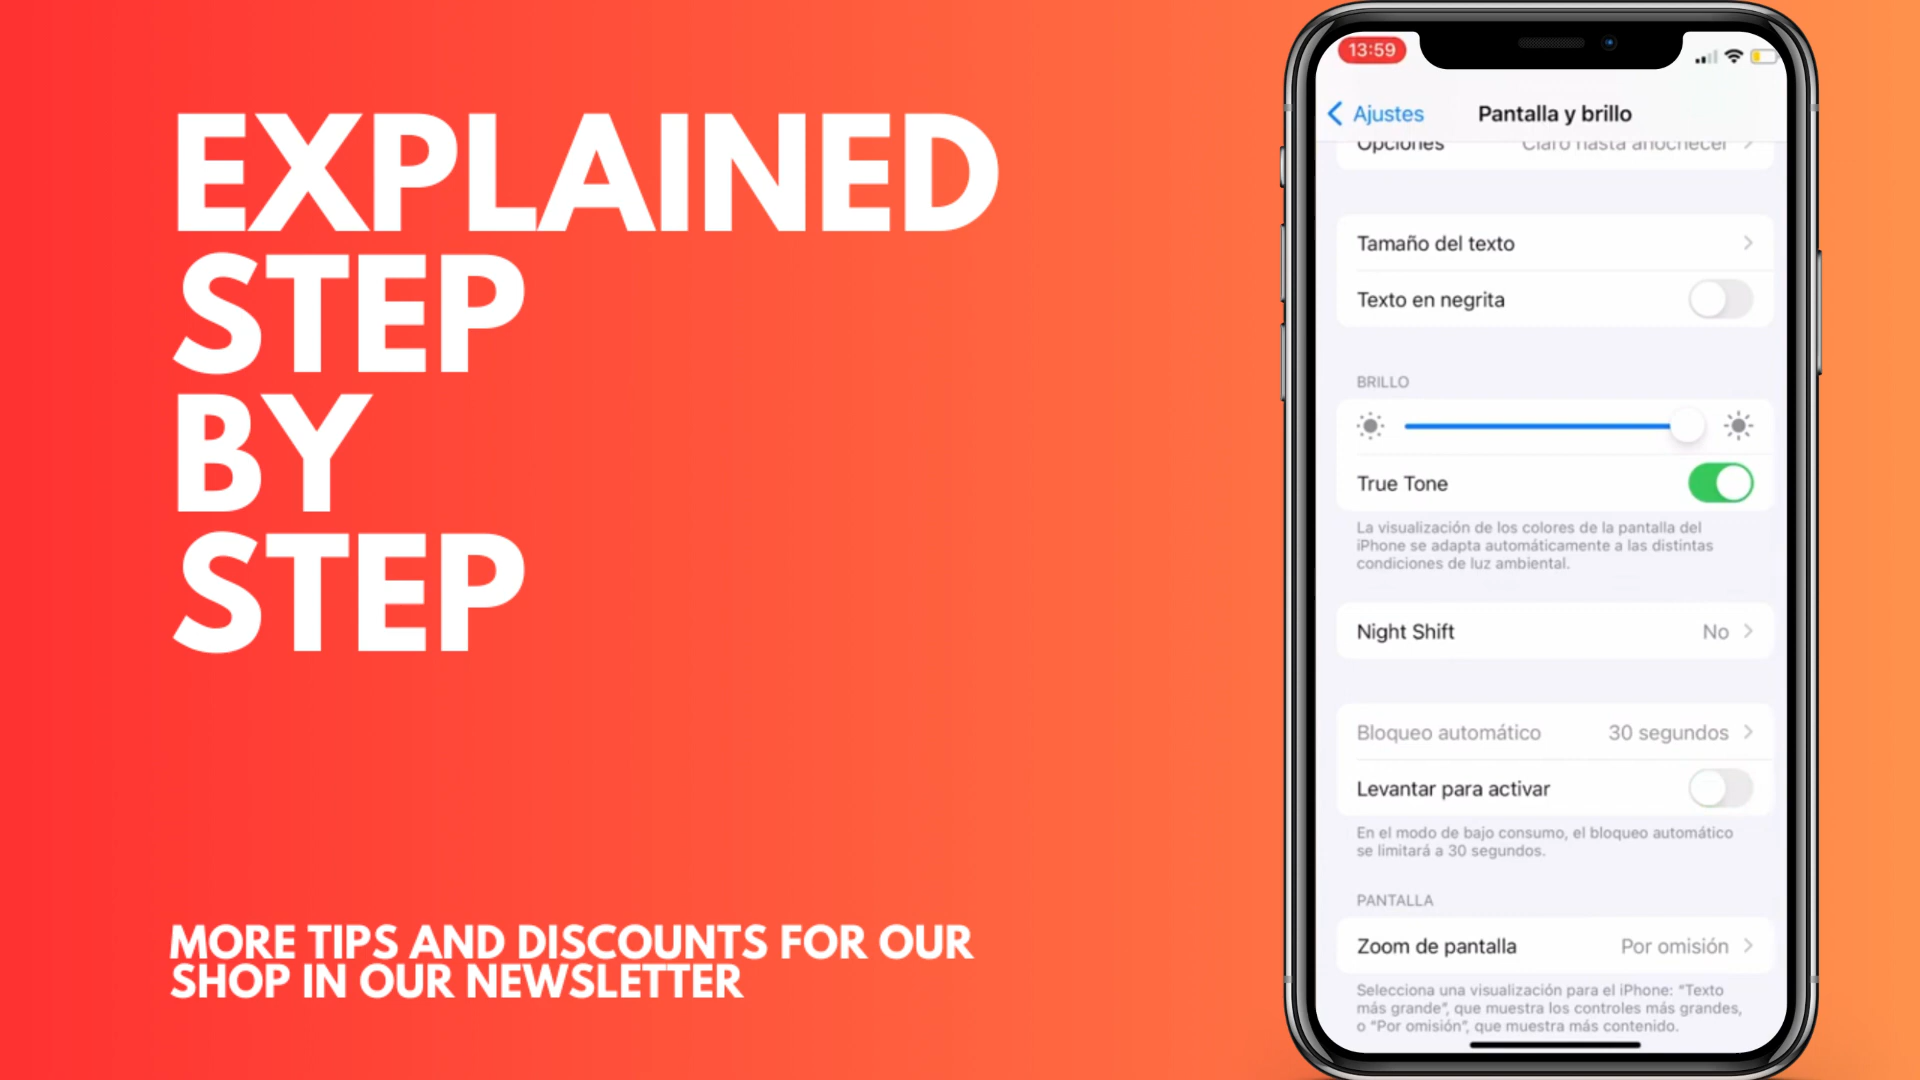 EXPLAINED
STEP
BY
STEP
MORE TIPS AND DISCOUNTS FOR OUR
SHOP IN OUR NEWSLETTER
13:59
Ajustes
Pantalla y brillo
Opciones
Claro hasta anochecer
Tamaño del texto
Texto en negrita
BRILLO
True Tone
La visualización de los colores de la pantalla del
iPhone se adapta automáticamente a las distintas
condiciones de luz ambiental.
Night Shift
No
Bloqueo automático
30 segundos
Levantar para activar
En el modo de bajo consumo, el bloqueo automático
se limitará a 30 segundos.
PANTALLA
Zoom de pantalla
Por omisión
Selecciona una visualización para el iPhone: “Texto
más grande”, que muestra los controles más grandes,
o “Por omisión”, que muestra más contenido.